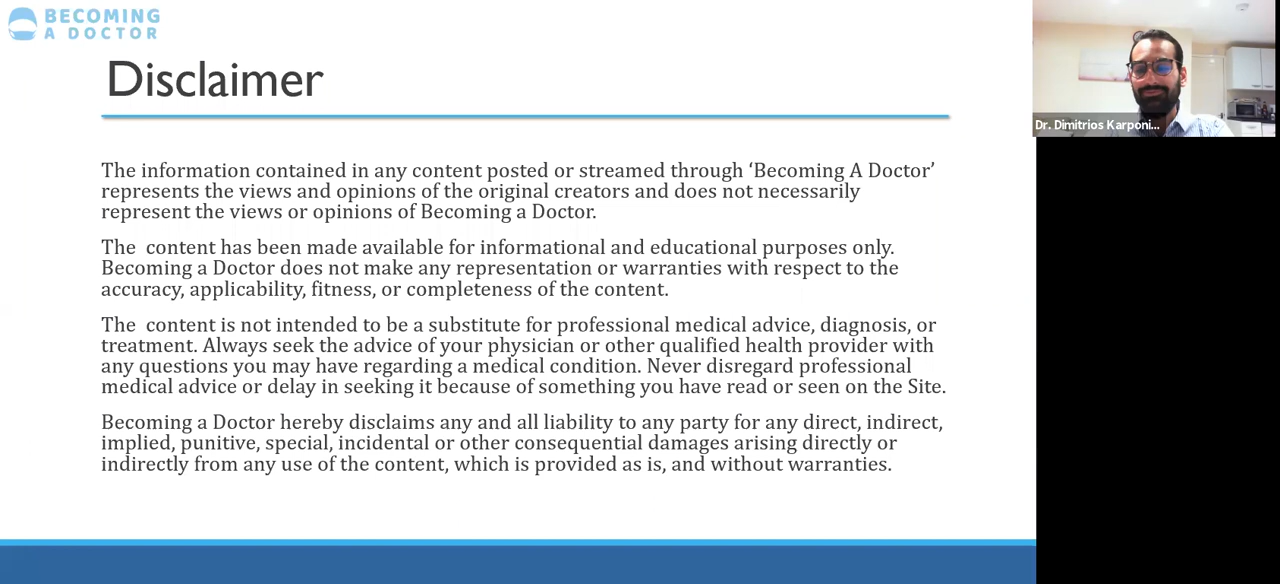 BECOMING
A DOCTOR
Disclaimer
The information contained in any content posted or streamed through ‘Becoming A Doctor’
represents the views and opinions of the original creators and does not necessarily
represent the views or opinions of Becoming a Doctor.
The  content has been made available for informational and educational purposes only.
Becoming a Doctor does not make any representation or warranties with respect to the
accuracy, applicability, fitness, or completeness of the content.
The  content is not intended to be a substitute for professional medical advice, diagnosis, or
treatment. Always seek the advice of your physician or other qualified health provider with
any questions you may have regarding a medical condition. Never disregard professional
medical advice or delay in seeking it because of something you have read or seen on the Site.
Becoming a Doctor hereby disclaims any and all liability to any party for any direct, indirect,
implied, punitive, special, incidental or other consequential damages arising directly or
indirectly from any use of the content, which is provided as is, and without warranties.
Dr. Dimitrios Karponi...